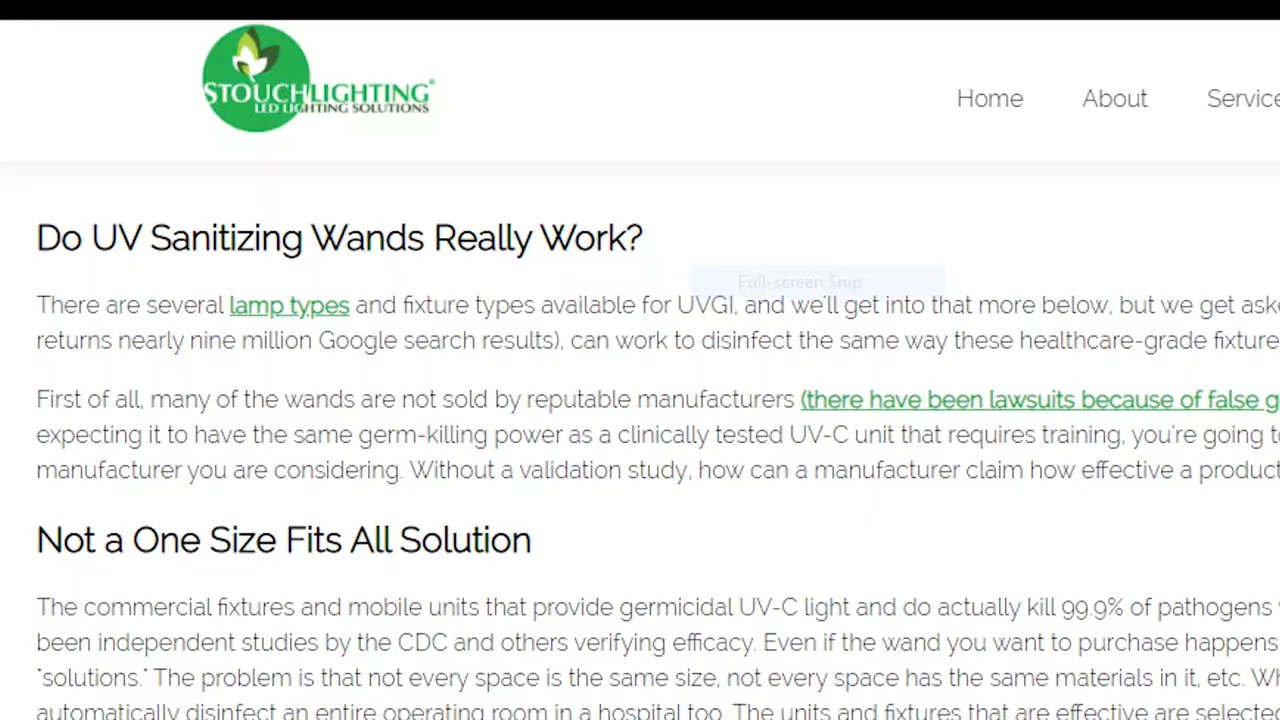 STOUCHLIGHTING®
LED LIGHTING SOLUTIONS
Home About Service
Do UV Sanitizing Wands Really Work?
Full-screen Snip
There are several lamp types and fixture types available for UVGI, and we'll get into that more below, but we get aske
returns nearly nine million Google search results), can work to disinfect the same way these healthcare-grade fixture
First of all, many of the wands are not sold by reputable manufacturers (there have been lawsuits because of false g
expecting it to have the same germ-killing power as a clinically tested UV-C unit that requires training, you're going to
manufacturer you are considering. Without a validation study, how can a manufacturer claim how effective a product
Not a One Size Fits All Solution
The commercial fixtures and mobile units that provide germicidal UV-C light and do actually kill 99.9% of pathogens
been independent studies by the CDC and others verifying efficacy. Even if the wand you want to purchase happens
"solutions." The problem is that not every space is the same size, not every space has the same materials in it, etc. Wh
automatically disinfect an entire operating room in a hospital too. The units and fixtures that are effective are selected